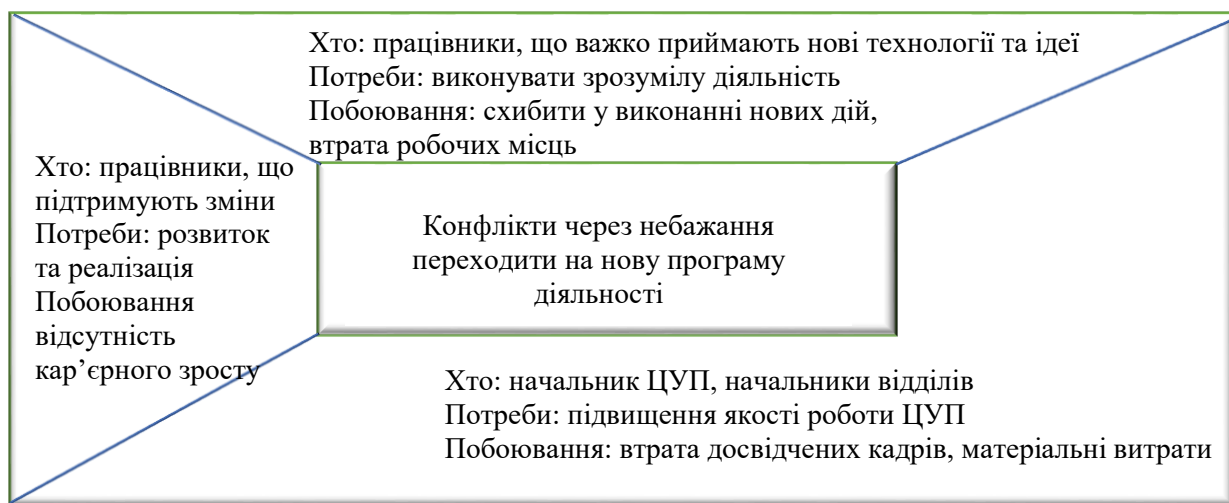 Хто: працівники, що важко приймають нові технології та ідеї
Потреби: виконувати зрозумілу діяльність
Побоювання: схибити у виконанні нових дій,
втрата робочих місць
Хто: працівники, що
підтримують зміни
Потреби: розвиток
та реалізація
Побоювання
відсутність
кар’єрного зросту
Конфлікти через небажання
переходити на нову програму
діяльності
Хто: начальник ЦУП, начальники відділів
Потреби: підвищення якості роботи ЦУП
Побоювання: втрата досвідчених кадрів, матеріальні витрати